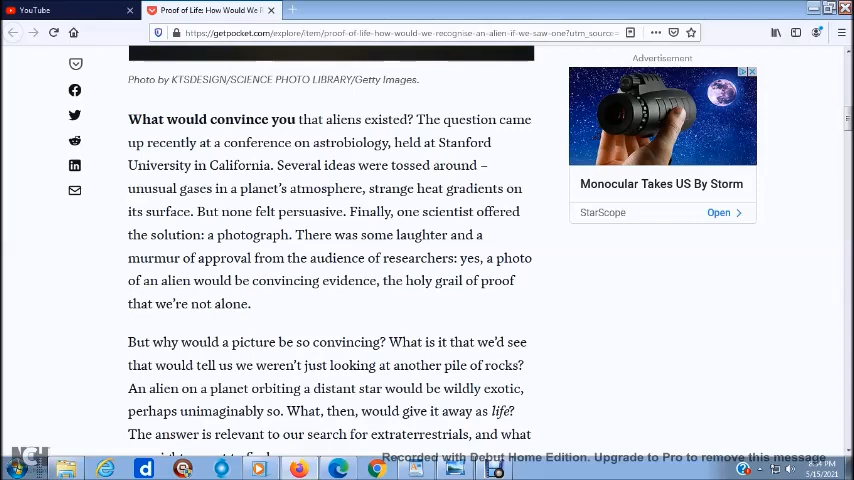 YouTube
Proof of Life: How Would We R
https://getpocket.com/explore/item/proof-of-life-how-would-we-recognise-an-alien-if-we-saw-one?utm_source=
Photo by KTSDESIGN/SCIENCE PHOTO LIBRARY/Getty Images.
Advertisement
What would convince you that aliens existed? The question came
up recently at a conference on astrobiology, held at Stanford
University in California. Several ideas were tossed around –
unusual gases in a planet's atmosphere, strange heat gradients on
its surface. But none felt persuasive. Finally, one scientist offered
the solution: a photograph. There was some laughter and a
murmur of approval from the audience of researchers: yes, a photo
of an alien would be convincing evidence, the holy grail of proof
that we're not alone.
Monocular Takes US By Storm
StarScope
Open
But why would a picture be so convincing? What is it that we'd see
that would tell us we weren't just looking at another pile of rocks?
An alien on a planet orbiting a distant star would be wildly exotic,
perhaps unimaginably so. What, then, would give it away as life?
The answer is relevant to our search for extraterrestrials, and what
NCH
Recorded with Debut Home Edition. Upgrade to Pro to remove this message
5/15/2021